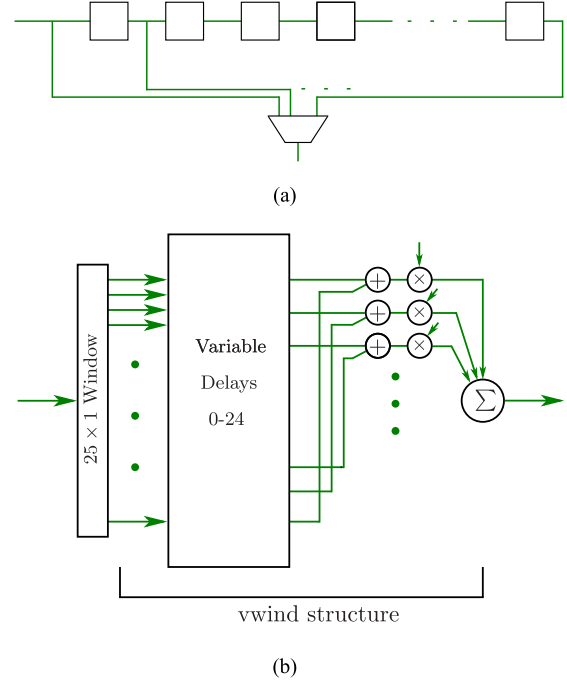 (a)
25 × 1 Window
Variable
Delays
0-24
+
×
+
×
+
×
Σ
vwind structure
(b)